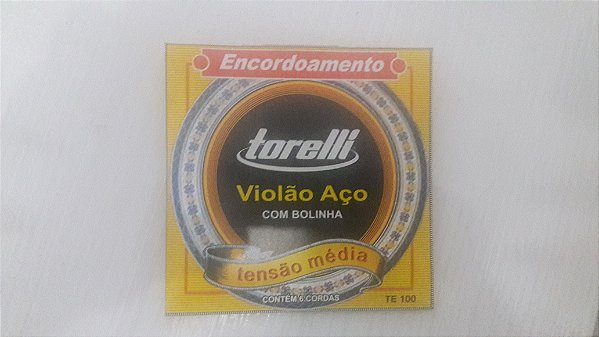 Encordoamento
torelli
Violão Aço
COM BOLINHA
tensão média
CONTÉM 6 CORDAS
TE 100